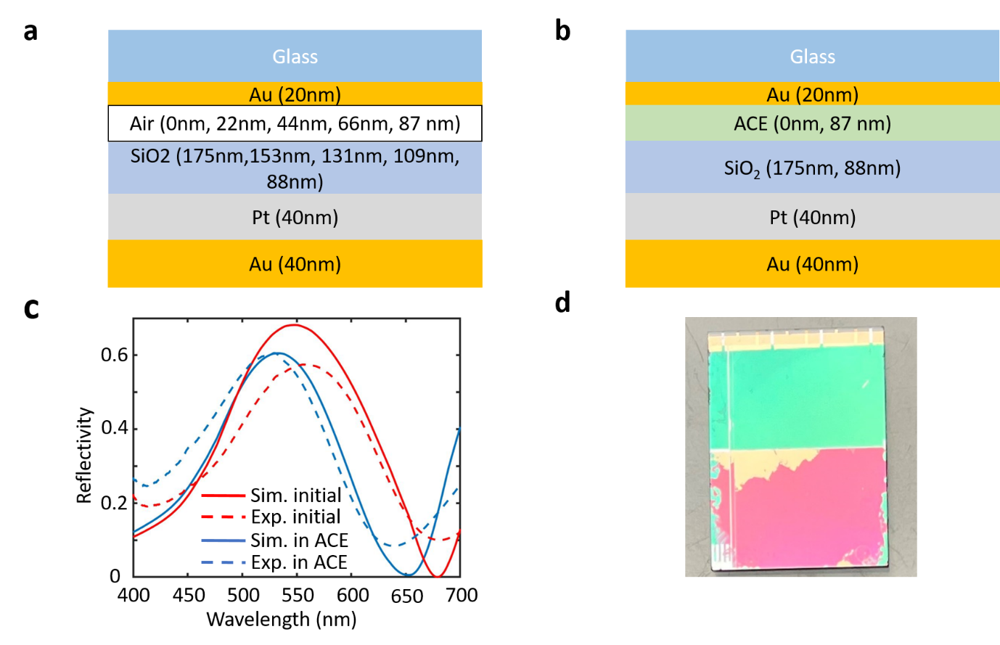 a
Glass
Au (20nm)
Air (0nm, 22nm, 44nm, 66nm, 87 nm)
SiO2 (175nm,153nm, 131nm, 109nm,
88nm)
Pt (40nm)
Au (40nm)
b
Glass
Au (20nm)
ACE (0nm, 87 nm)
SiO₂ (175nm, 88nm)
Pt (40nm)
Au (40nm)
c
Reflectivity
0.6
0.4
0.2
0
Sim. initial
Exp. initial
Sim. in ACE
Exp. in ACE
400 450 500 550 600 650 700
Wavelength (nm)
d